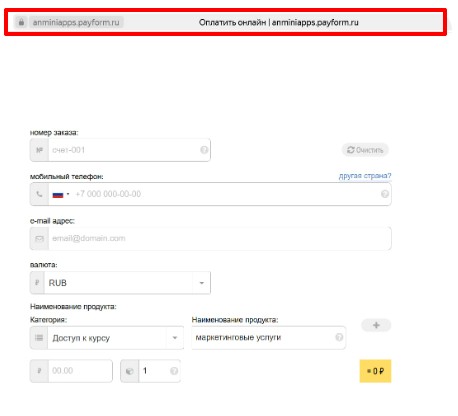 anminiapps.payform.ru Оплатить онлайн | anminiapps.payform.ru
номер заказа:
№ счет-001 ? Очистить
мобильный телефон: другая страна?
+7 000 000-00-00 ?
e-mail адрес:
email@domain.com
валюта:
₽ RUB
Наименование продукта:
Категория: Наименование продукта:
Доступ к курсу маркетинговые услуги ? +
₽ 00.00 1 ? = 0 ₽